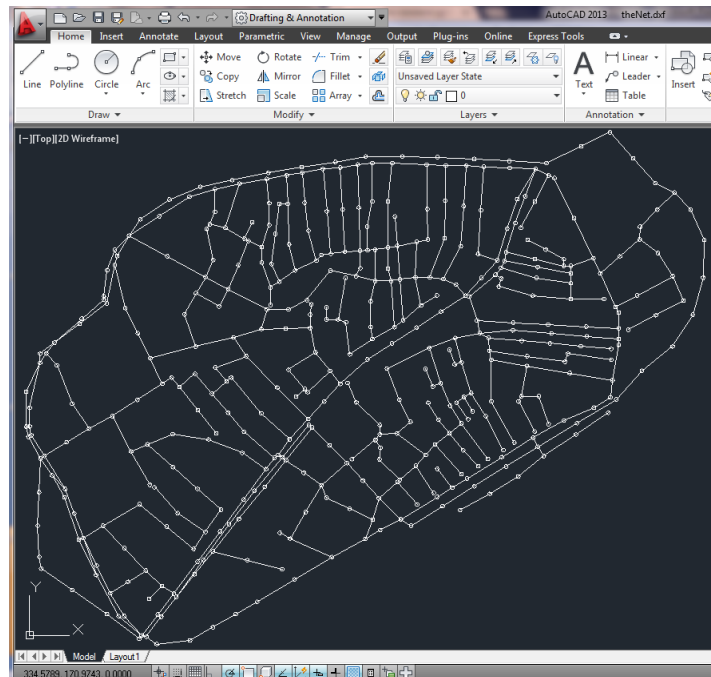 Drafting & Annotation
AutoCAD 2013 theNet.dxf
Home Insert Annotate Layout Parametric View Manage Output Plug-ins Online Express Tools
Move Rotate Trim
Line Polyline Circle Arc
Copy Mirror Fillet
Stretch Scale Array
Unsaved Layer State
0
Text
Linear
Leader
Table
Insert
Draw Modify Layers Annotation
[−][Top][2D Wireframe]
Y
X
Model Layout1
334.5789, 170.9743, 0.0000